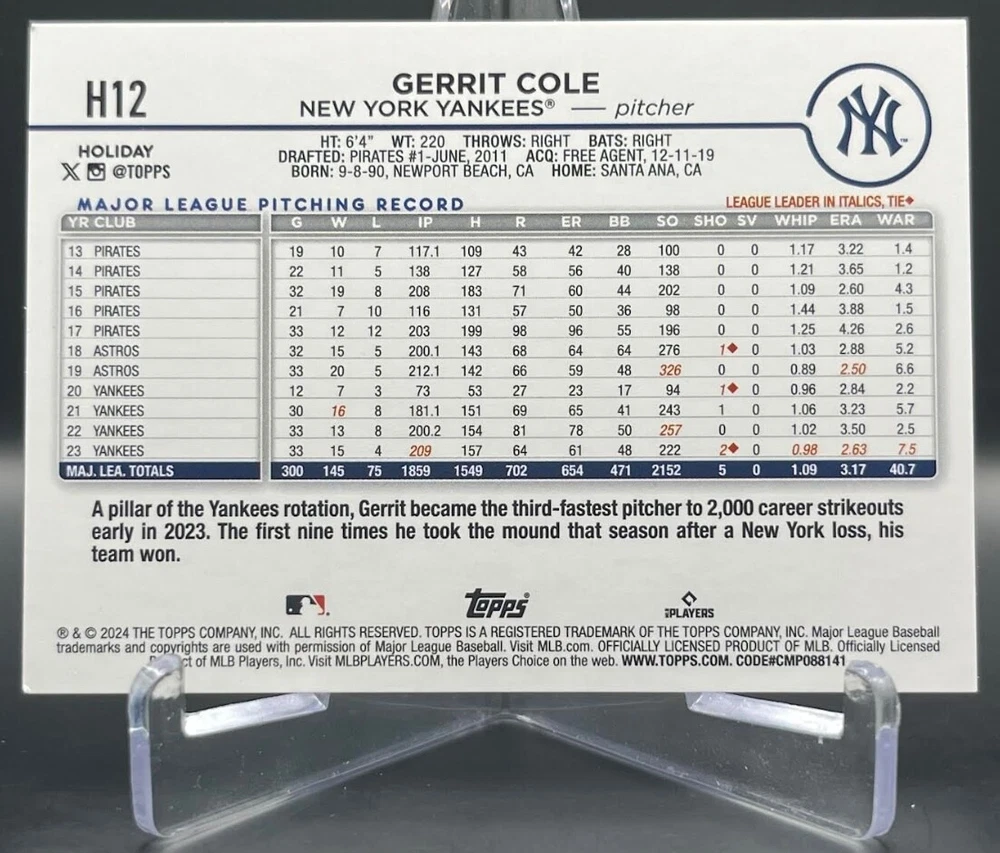 H12
GERRIT COLE
NEW YORK YANKEES® — pitcher
NY
HOLIDAY
@TOPPS
HT: 6'4" WT: 220 THROWS: RIGHT BATS: RIGHT
DRAFTED: PIRATES #1-JUNE, 2011 ACQ: FREE AGENT, 12-11-19
BORN: 9-8-90, NEWPORT BEACH, CA HOME: SANTA ANA, CA
MAJOR LEAGUE PITCHING RECORD
LEAGUE LEADER IN ITALICS, TIE◆
YR CLUB G W L IP H R ER BB SO SHO SV WHIP ERA WAR
13 PIRATES 19 10 7 117.1 109 43 42 28 100 0 0 1.17 3.22 1.4
14 PIRATES 22 11 5 138 127 58 56 40 138 0 0 1.21 3.65 1.2
15 PIRATES 32 19 8 208 183 71 60 44 202 0 0 1.09 2.60 4.3
16 PIRATES 21 7 10 116 131 57 50 36 98 0 0 1.44 3.88 1.5
17 PIRATES 33 12 12 203 199 98 96 55 196 0 0 1.25 4.26 2.6
18 ASTROS 32 15 5 200.1 143 68 64 64 276 1◆ 0 1.03 2.88 5.2
19 ASTROS 33 20 5 212.1 142 66 59 48 326 0 0 0.89 2.50 6.6
20 YANKEES 12 7 3 73 53 27 23 17 94 1◆ 0 0.96 2.84 2.2
21 YANKEES 30 16 8 181.1 151 69 65 41 243 1 0 1.06 3.23 5.7
22 YANKEES 33 13 8 200.2 154 81 78 50 257 0 0 1.02 3.50 2.5
23 YANKEES 33 15 4 209 157 64 61 48 222 2◆ 0 0.98 2.63 7.5
MAJ. LEA. TOTALS 300 145 75 1859 1549 702 654 471 2152 5 0 1.09 3.17 40.7
A pillar of the Yankees rotation, Gerrit became the third-fastest pitcher to 2,000 career strikeouts
early in 2023. The first nine times he took the mound that season after a New York loss, his
team won.
Topps
PLAYERS
® & © 2024 THE TOPPS COMPANY, INC. ALL RIGHTS RESERVED. TOPPS IS A REGISTERED TRADEMARK OF THE TOPPS COMPANY, INC. Major League Baseball
trademarks and copyrights are used with permission of Major League Baseball. Visit MLB.com. OFFICIALLY LICENSED PRODUCT OF MLB. Officially Licensed
of MLB Players, Inc. Visit MLBPLAYERS.COM, the Players Choice on the web. WWW.TOPPS.COM. CODE#CMP088141